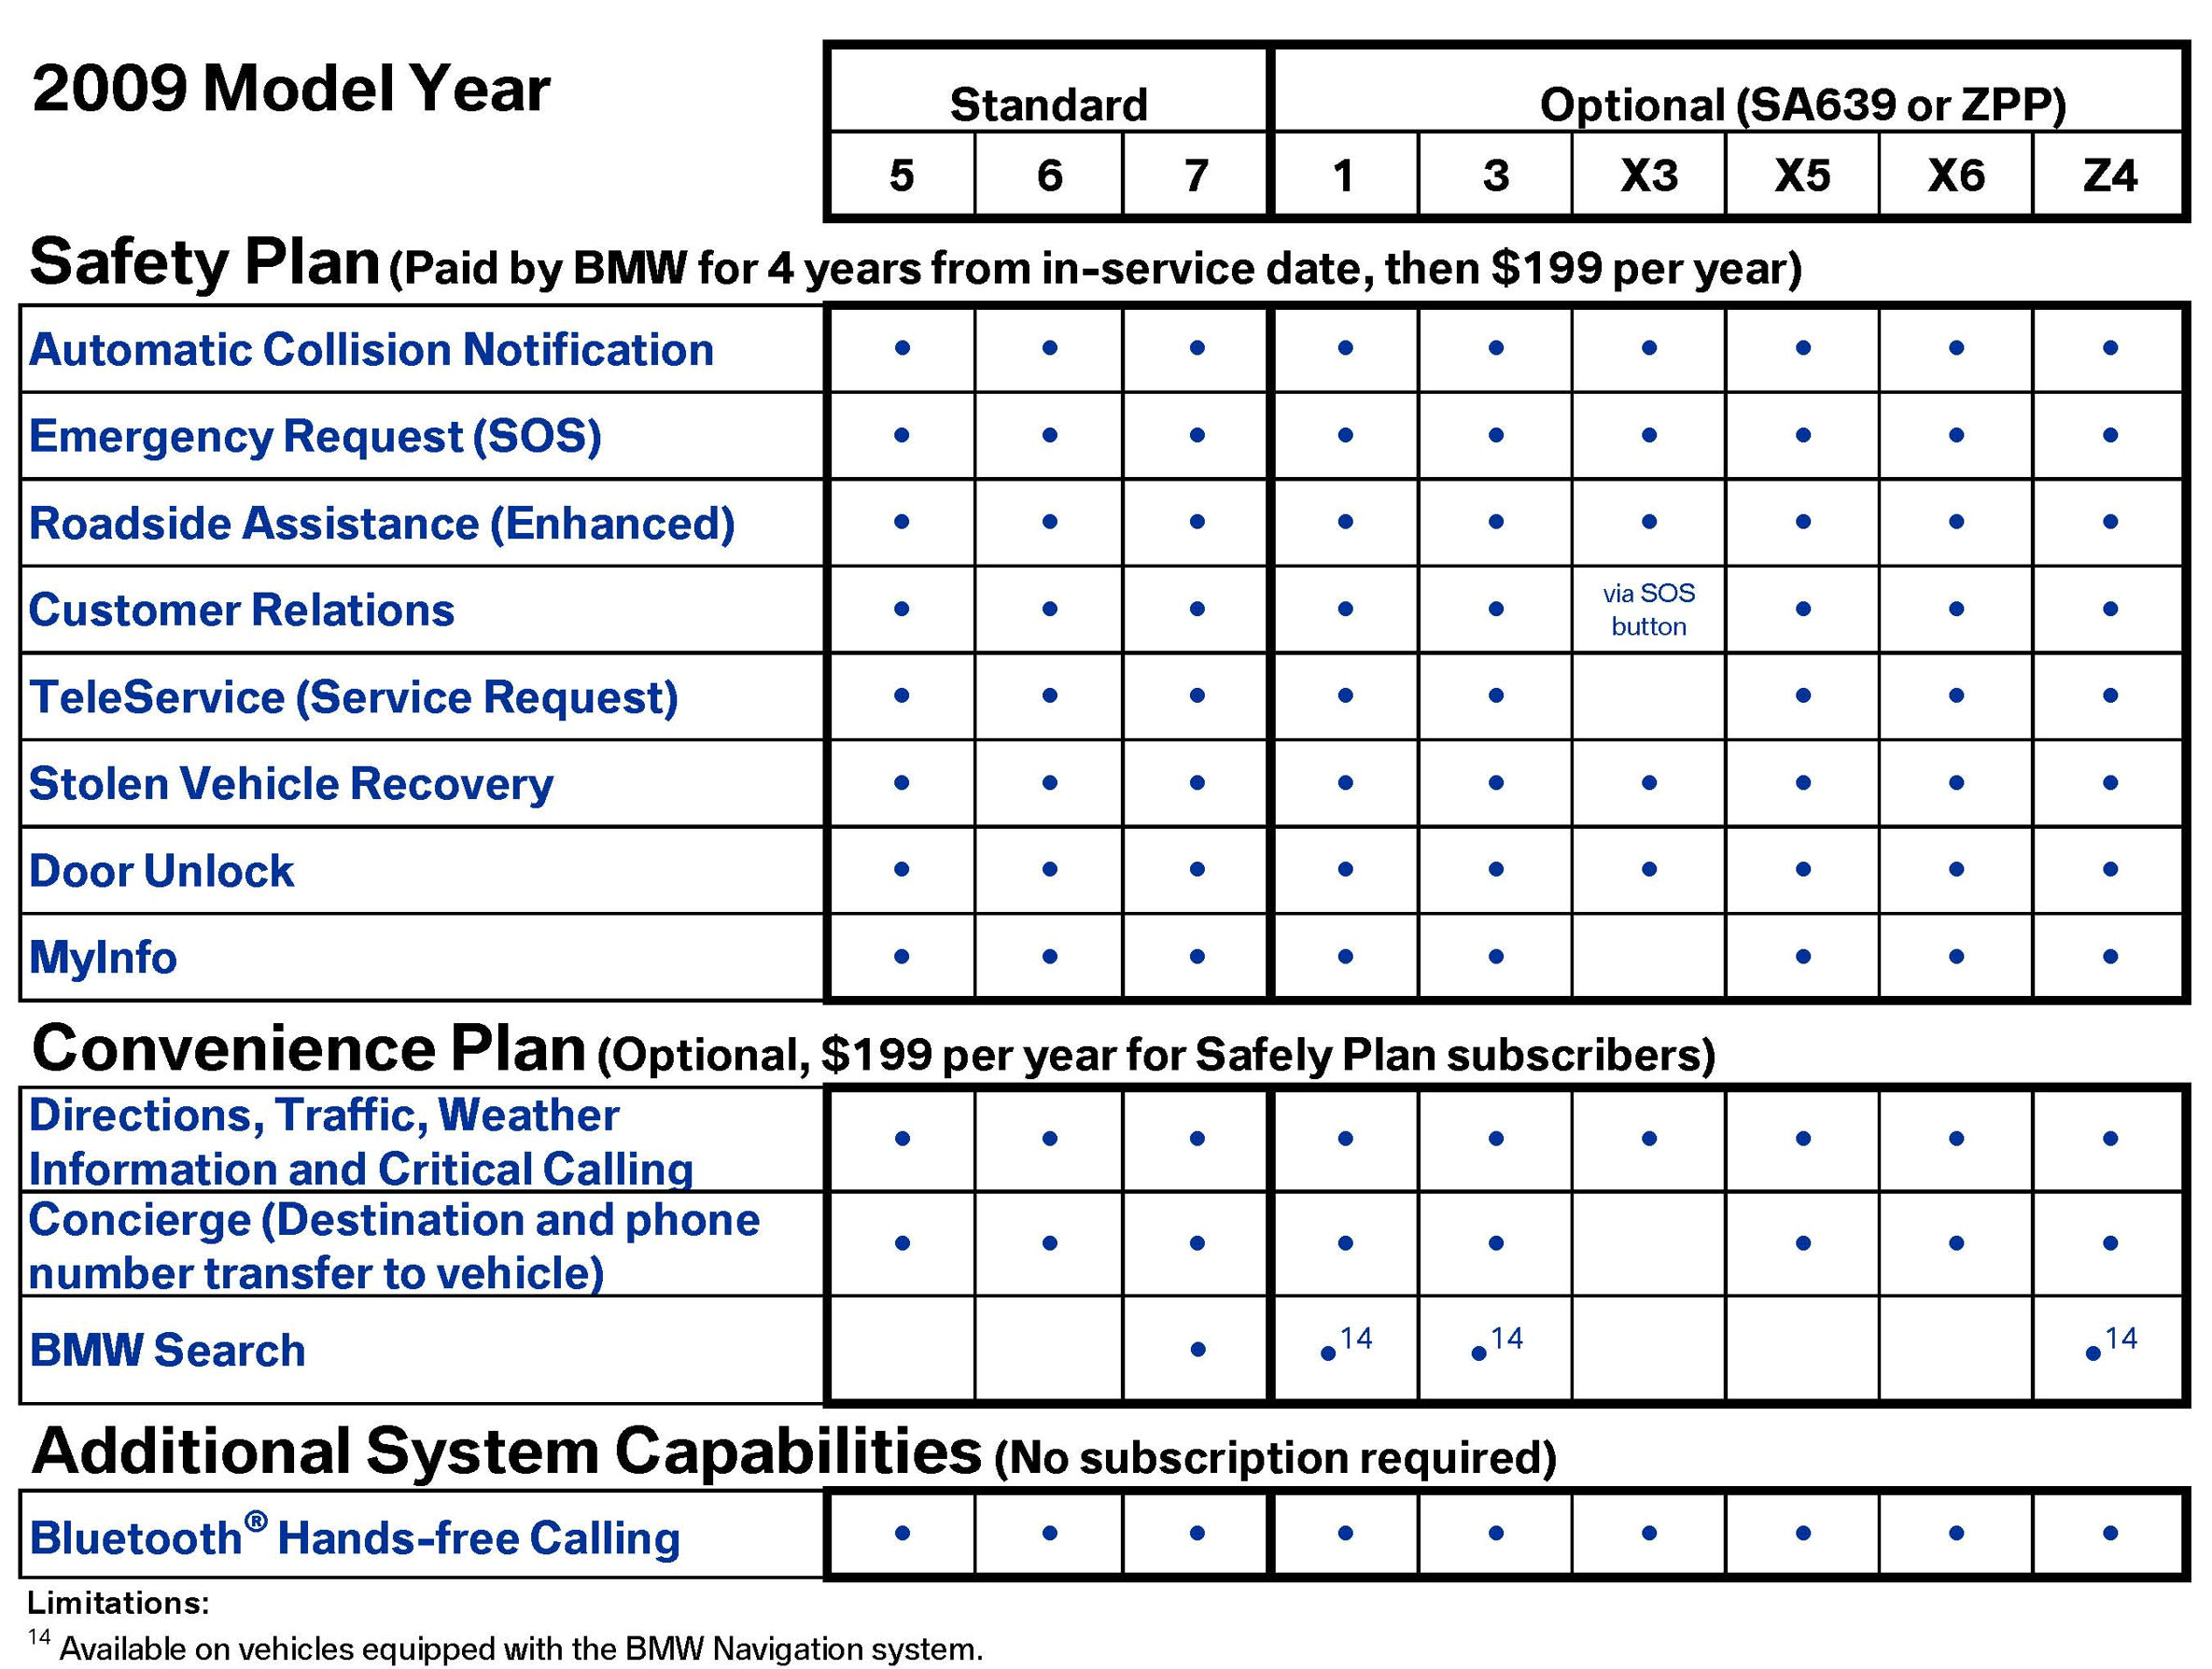 2009 Model Year
Standard
Optional (SA639 or ZPP)
5 6 7 1 3 X3 X5 X6 Z4
Safety Plan (Paid by BMW for 4 years from in-service date, then $199 per year)
Automatic Collision Notification • • • • • • • • •
Emergency Request (SOS) • • • • • • • • •
Roadside Assistance (Enhanced) • • • • • • • • •
Customer Relations • • • • • via SOS button • • •
TeleService (Service Request) • • • • • • • •
Stolen Vehicle Recovery • • • • • • • • •
Door Unlock • • • • • • • • •
MyInfo • • • • • • • •
Convenience Plan (Optional, $199 per year for Safely Plan subscribers)
Directions, Traffic, Weather
Information and Critical Calling • • • • • • • • •
Concierge (Destination and phone
number transfer to vehicle) • • • • • • • •
BMW Search • •14 •14 •14
Additional System Capabilities (No subscription required)
Bluetooth® Hands-free Calling • • • • • • • • •
Limitations:
14 Available on vehicles equipped with the BMW Navigation system.